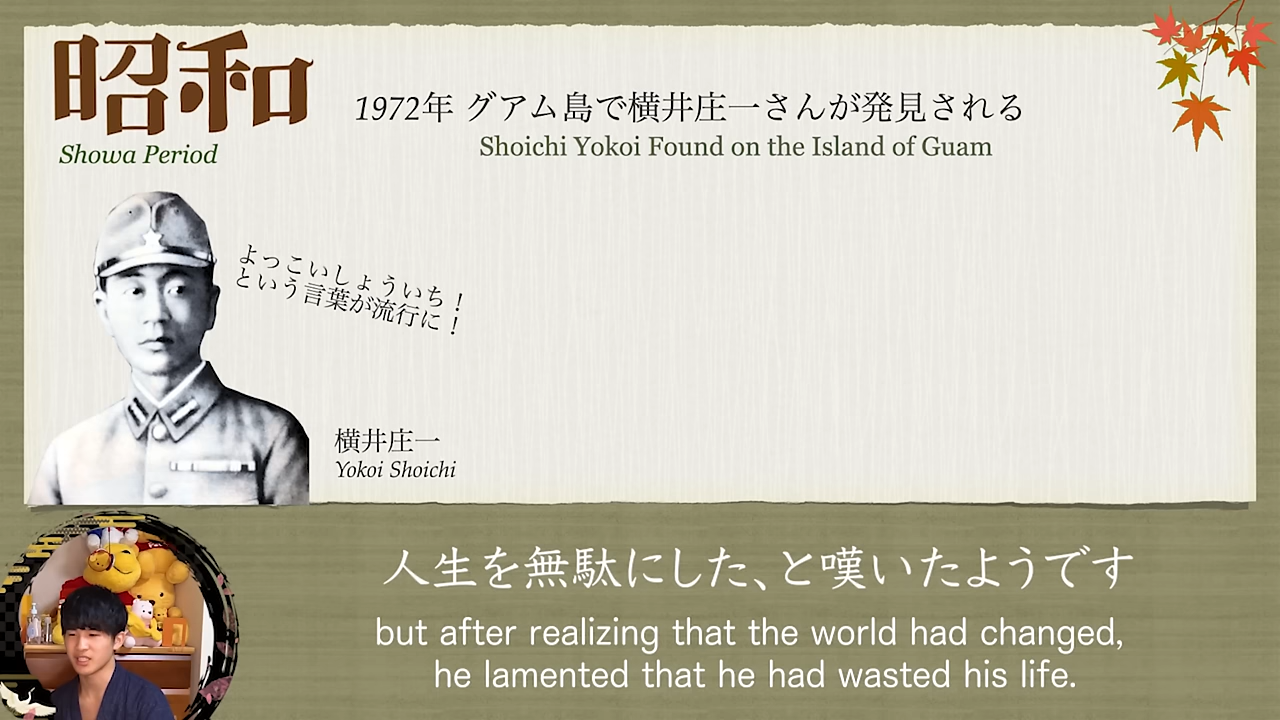 昭和
Showa Period
1972年 グアム島で横井庄一さんが発見される
Shoichi Yokoi Found on the Island of Guam
よっこいしょういち！
という言葉が流行に！
横井庄一
Yokoi Shoichi
人生を無駄にした、と嘆いたようです
but after realizing that the world had changed,
he lamented that he had wasted his life.